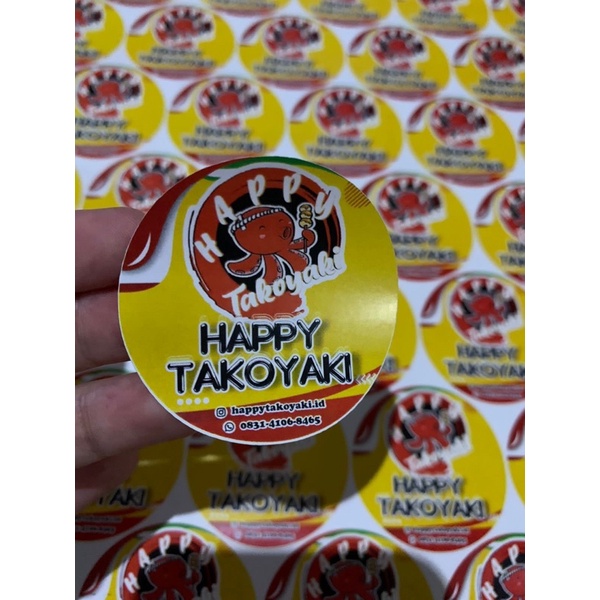 HAPPY
Takoyaki
HAPPY
TAKOYAKI
happytakoyaki.id
0831-4106-8465